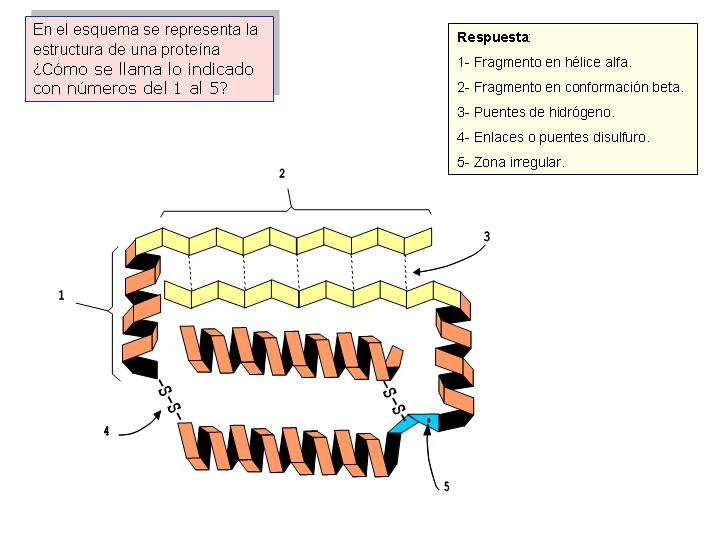 En el esquema se representa la
estructura de una proteína
¿Cómo se llama lo indicado
con números del 1 al 5?
Respuesta:
1- Fragmento en hélice alfa.
2- Fragmento en conformación beta.
3- Puentes de hidrógeno.
4- Enlaces o puentes disulfuro.
5- Zona irregular.
2
3
1
-S-S-
-S-S-
4
5